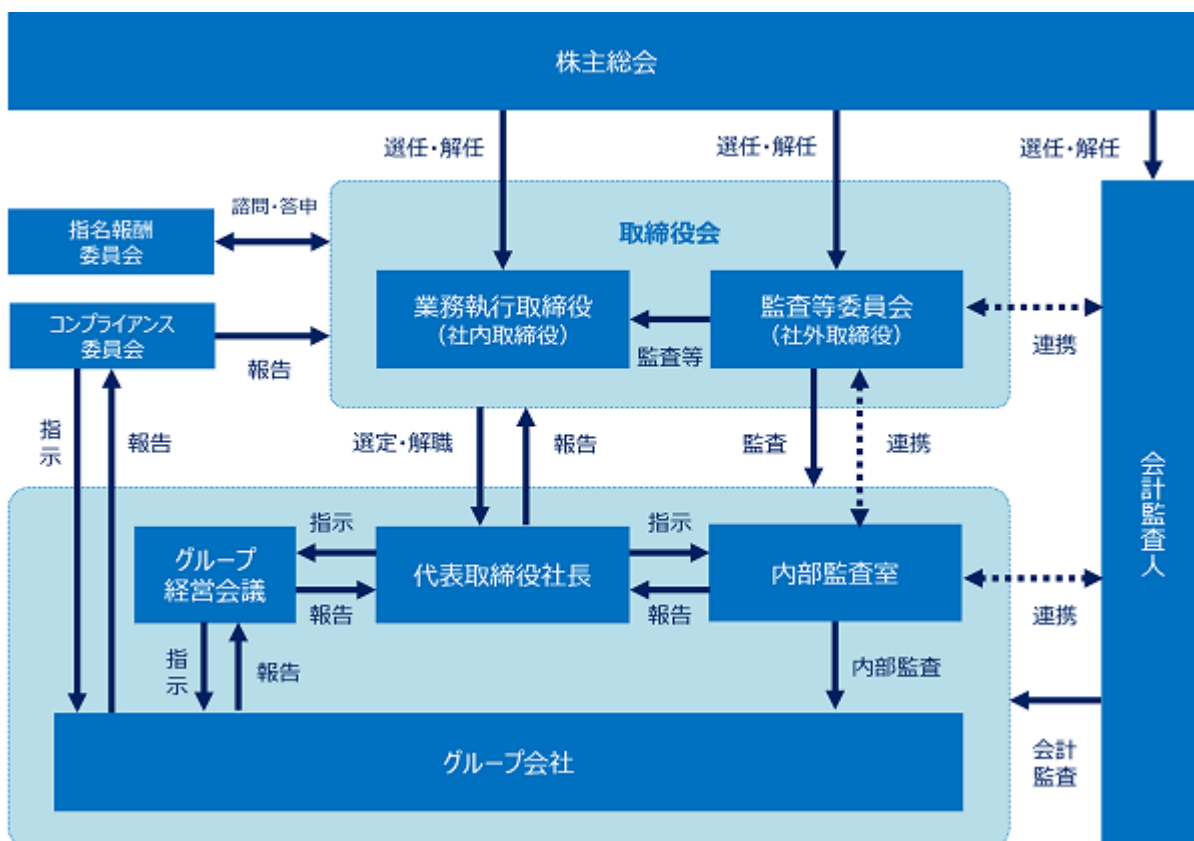 株主総会
選任・解任
選任・解任
選任・解任
諮問・答申
指名報酬
委員会
取締役会
業務執行取締役
（社内取締役）
監査等委員会
（社外取締役）
監査等
連携
コンプライアンス
委員会
報告
指
示
報告
選定・解職
報告
監査
連携
会計監査人
グループ
経営会議
指示
報告
代表取締役社長
指示
報告
内部監査室
連携
指
示
報告
内部監査
グループ会社
会計
監査